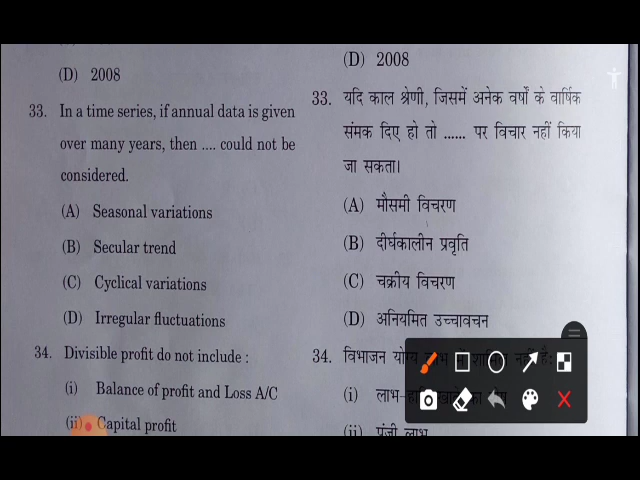 (D) 2008
33. In a time series, if annual data is given
over many years, then .... could not be
considered.
(A) Seasonal variations
(B) Secular trend
(C) Cyclical variations
(D) Irregular fluctuations
34. Divisible profit do not include :
(i) Balance of profit and Loss A/C
(ii) Capital profit
(D) 2008
33. यदि काल श्रेणी, जिसमें अनेक वर्षों के वार्षिक
संमक दिए हो तो ...... पर विचार नहीं किया
जा सकता।
(A) मौसमी विचरण
(B) दीर्घकालीन प्रवृति
(C) चक्रीय विचरण
(D) अनियमित उच्चावचन
34. विभाजन योग्य लाभ में शामिल नहीं है:
(i) लाभ-
(ii) पूंजी लाभ